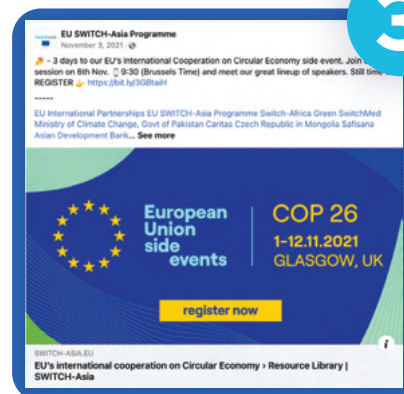 EU SWITCH-Asia Programme
November 3, 2021
- 3 days to our EU's International Cooperation on Circular Economy side event. Join
session on 6th Nov. 9:30 (Brussels Time) and meet our great lineup of speakers. Still time
REGISTER https://bit.ly/3GBtaiH
-----
EU International Partnerships EU SWITCH-Asia Programme Switch-Africa Green SwitchMed
Ministry of Climate Change, Govt of Pakistan Caritas Czech Republic in Mongolia Safisana
Asian Development Bank... See more
European
Union
side
events
COP 26
1-12.11.2021
GLASGOW, UK
register now
i
SWITCH-ASIA.EU
EU's international cooperation on Circular Economy › Resource Library |
SWITCH-Asia
3